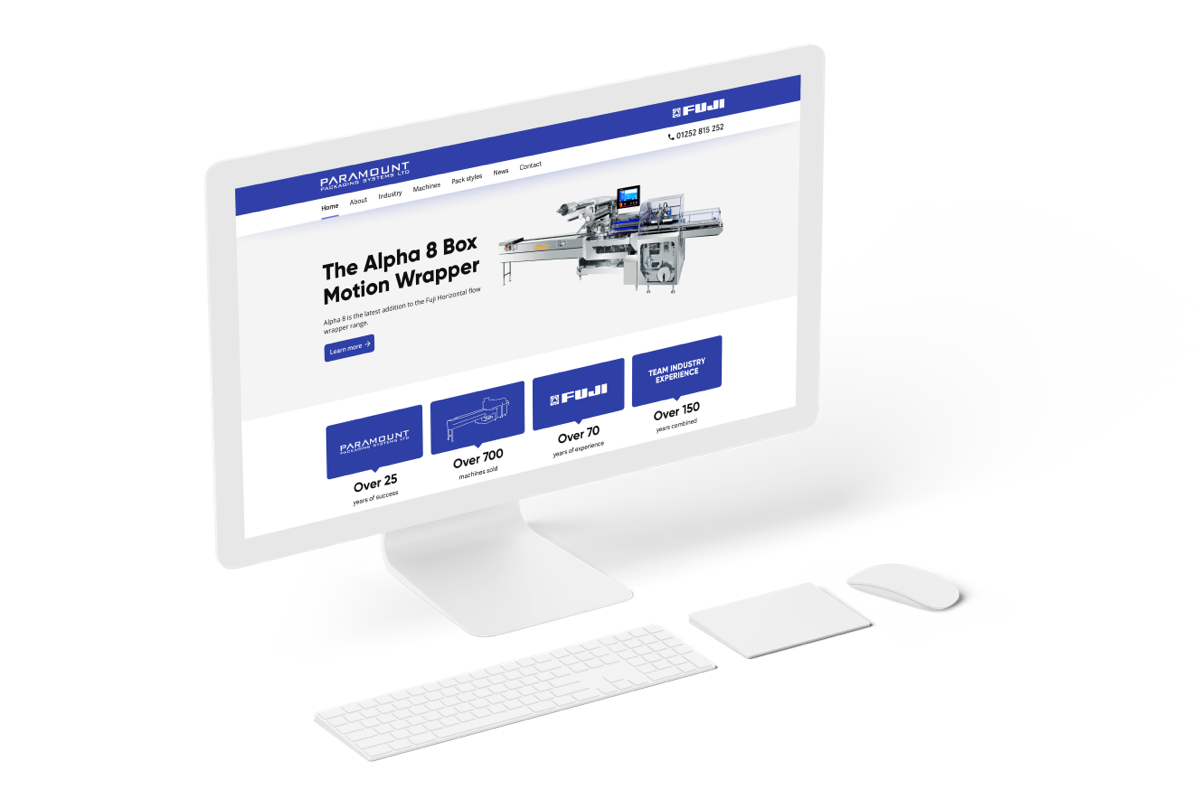 FUJI
PARAMOUNT
PACKAGING SYSTEMS LTD
01252 815 252
Home About Industry Machines Pack styles News Contact
The Alpha 8 Box
Motion Wrapper
Alpha 8 is the latest addition to the Fuji Horizontal flow
wrapper range.
Learn more →
PARAMOUNT
PACKAGING SYSTEMS LTD
Over 25
years of success
Over 700
machines sold
FUJI
Over 70
years of experience
TEAM INDUSTRY
EXPERIENCE
Over 150
years combined